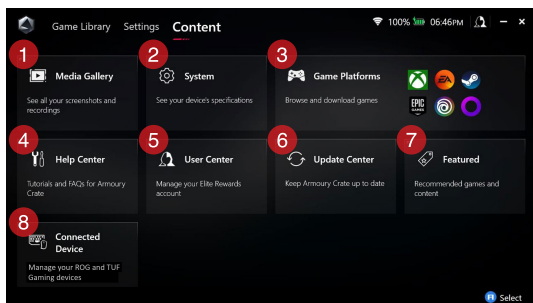 Game Library Settings Content 100% 06:46PM
1 2 3
Media Gallery System Game Platforms
See all your screenshots and
recordings
See your device's specifications
Browse and download games
EA
EPIC
GAMES
4 5 6 7
Help Center User Center Update Center Featured
Tutorials and FAQs for Armoury
Crate
Manage your Elite Rewards
account
Keep Armoury Crate up to date
Recommended games and
content
8
Connected
Device
Manage your ROG and TUF
Gaming devices
Select